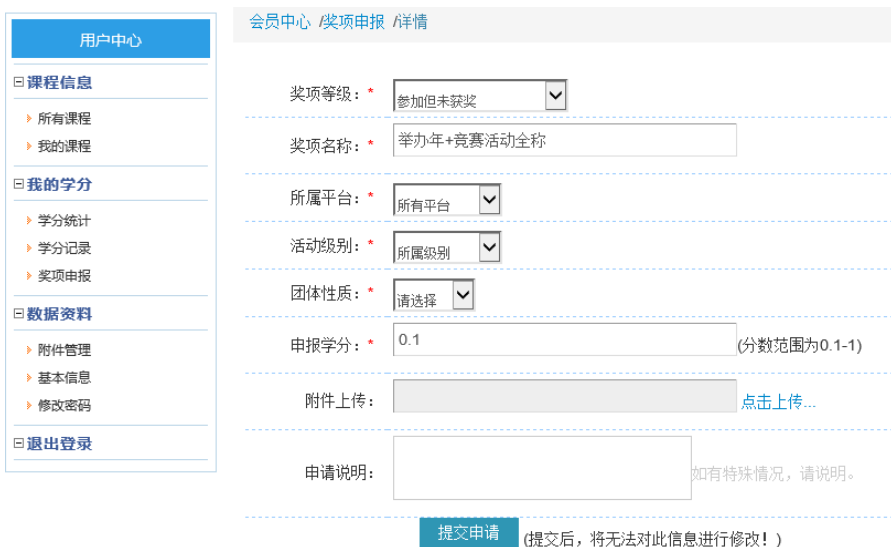 用户中心
课程信息
所有课程
我的课程
我的学分
学分统计
学分记录
奖项申报
数据资料
附件管理
基本信息
修改密码
退出登录
会员中心 /奖项申报 /详情
奖项等级：* 参加但未获奖
奖项名称：* 举办年+竞赛活动全称
所属平台：* 所有平台
活动级别：* 所属级别
团体性质：* 请选择
申报学分：* 0.1 (分数范围为0.1-1)
附件上传： 点击上传...
申请说明： 如有特殊情况，请说明。
提交申请 (提交后，将无法对此信息进行修改！)